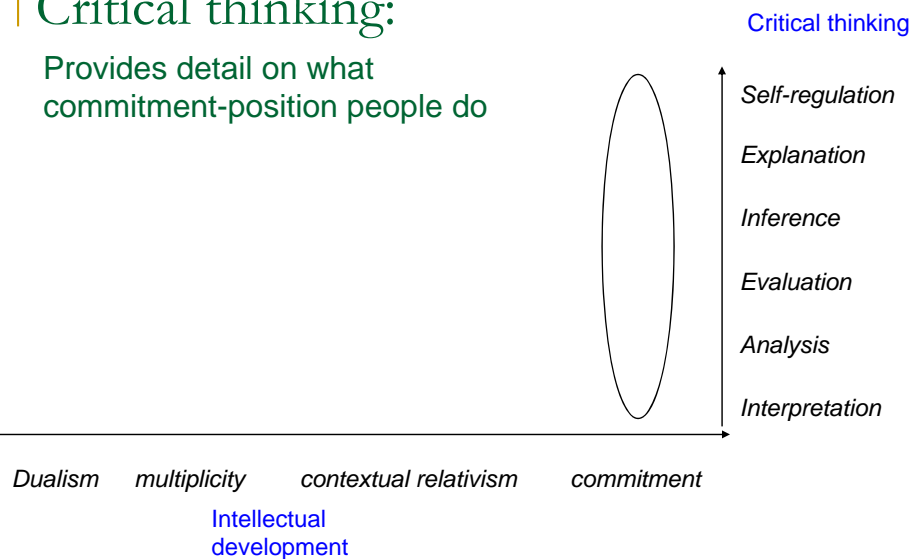 Critical thinking:
Provides detail on what
commitment-position people do
Critical thinking
Self-regulation
Explanation
Inference
Evaluation
Analysis
Interpretation
Dualism multiplicity contextual relativism commitment
Intellectual
development